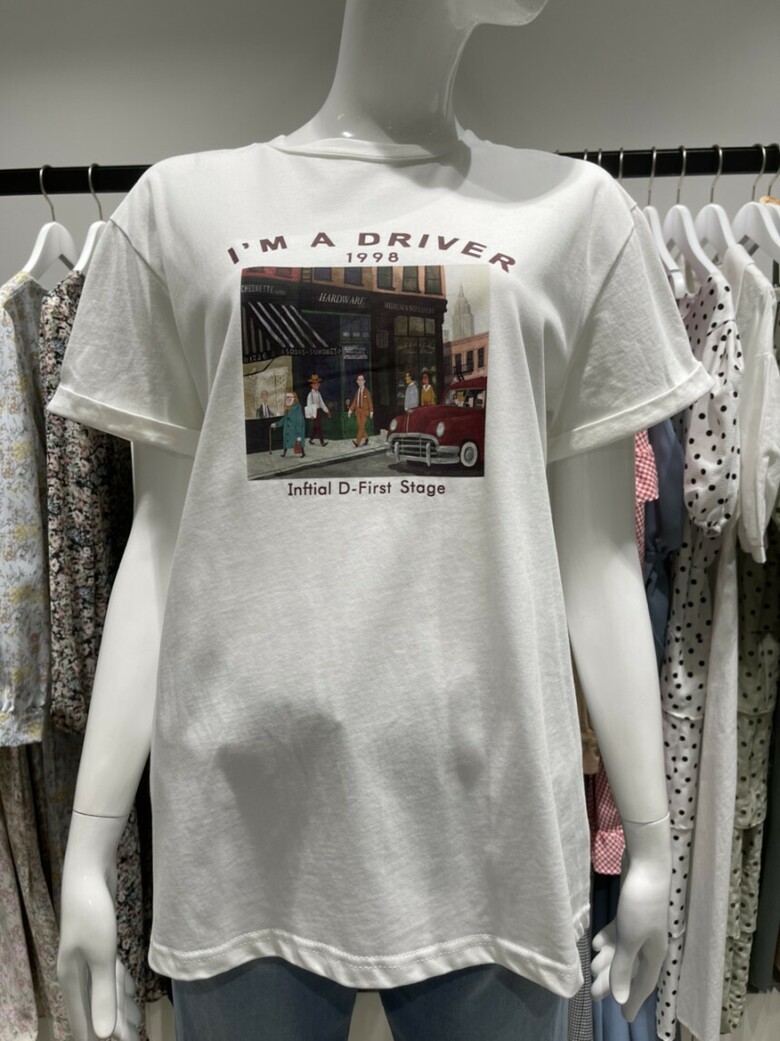 I'M A DRIVER
1998
HARDWARE
Inftial D-First Stage